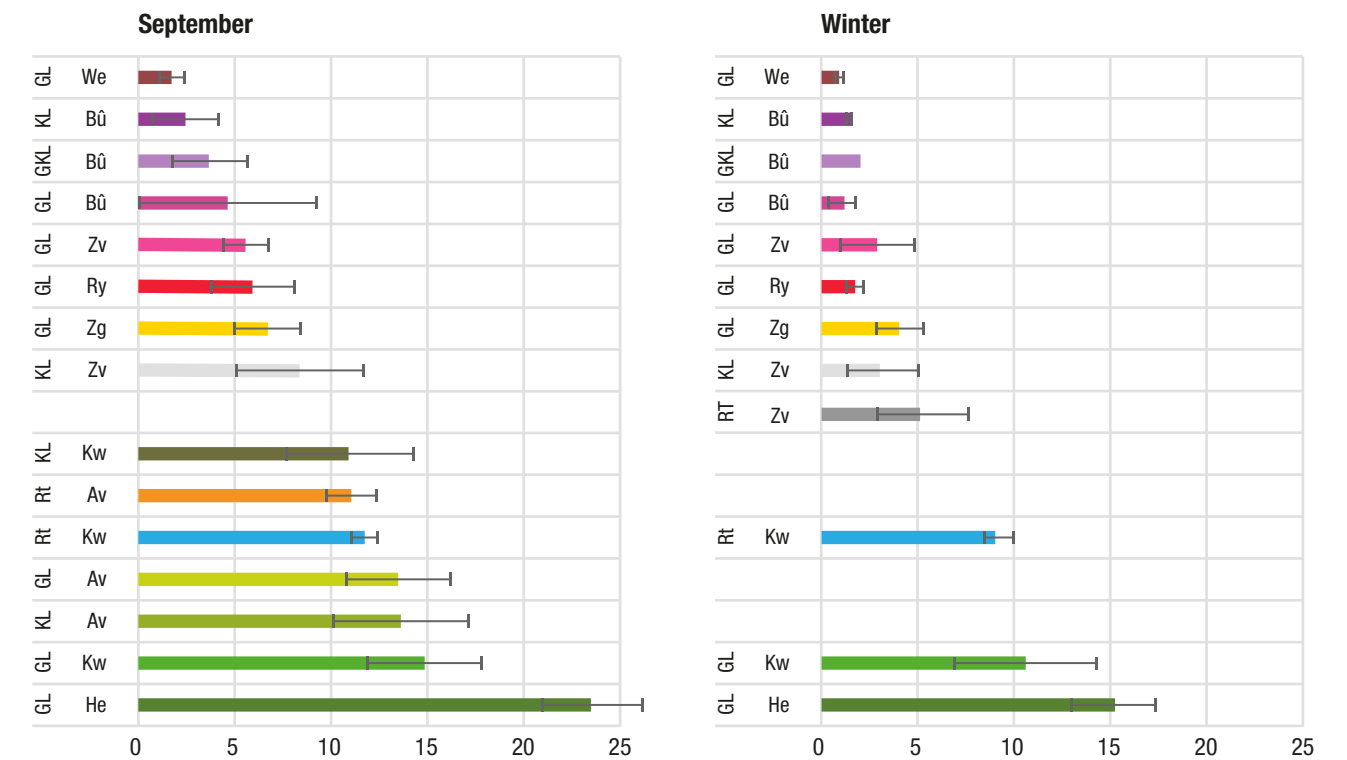 September
GL We
KL Bû
GKL Bû
GL Bû
GL Zv
GL Ry
GL Zg
KL Zv
KL Kw
Rt Av
Rt Kw
GL Av
KL Av
GL Kw
GL He
0 5 10 15 20 25
Winter
GL We
KL Bû
GKL Bû
GL Bû
GL Zv
GL Ry
GL Zg
KL Zv
RT Zv
Rt Kw
GL Kw
GL He
0 5 10 15 20 25